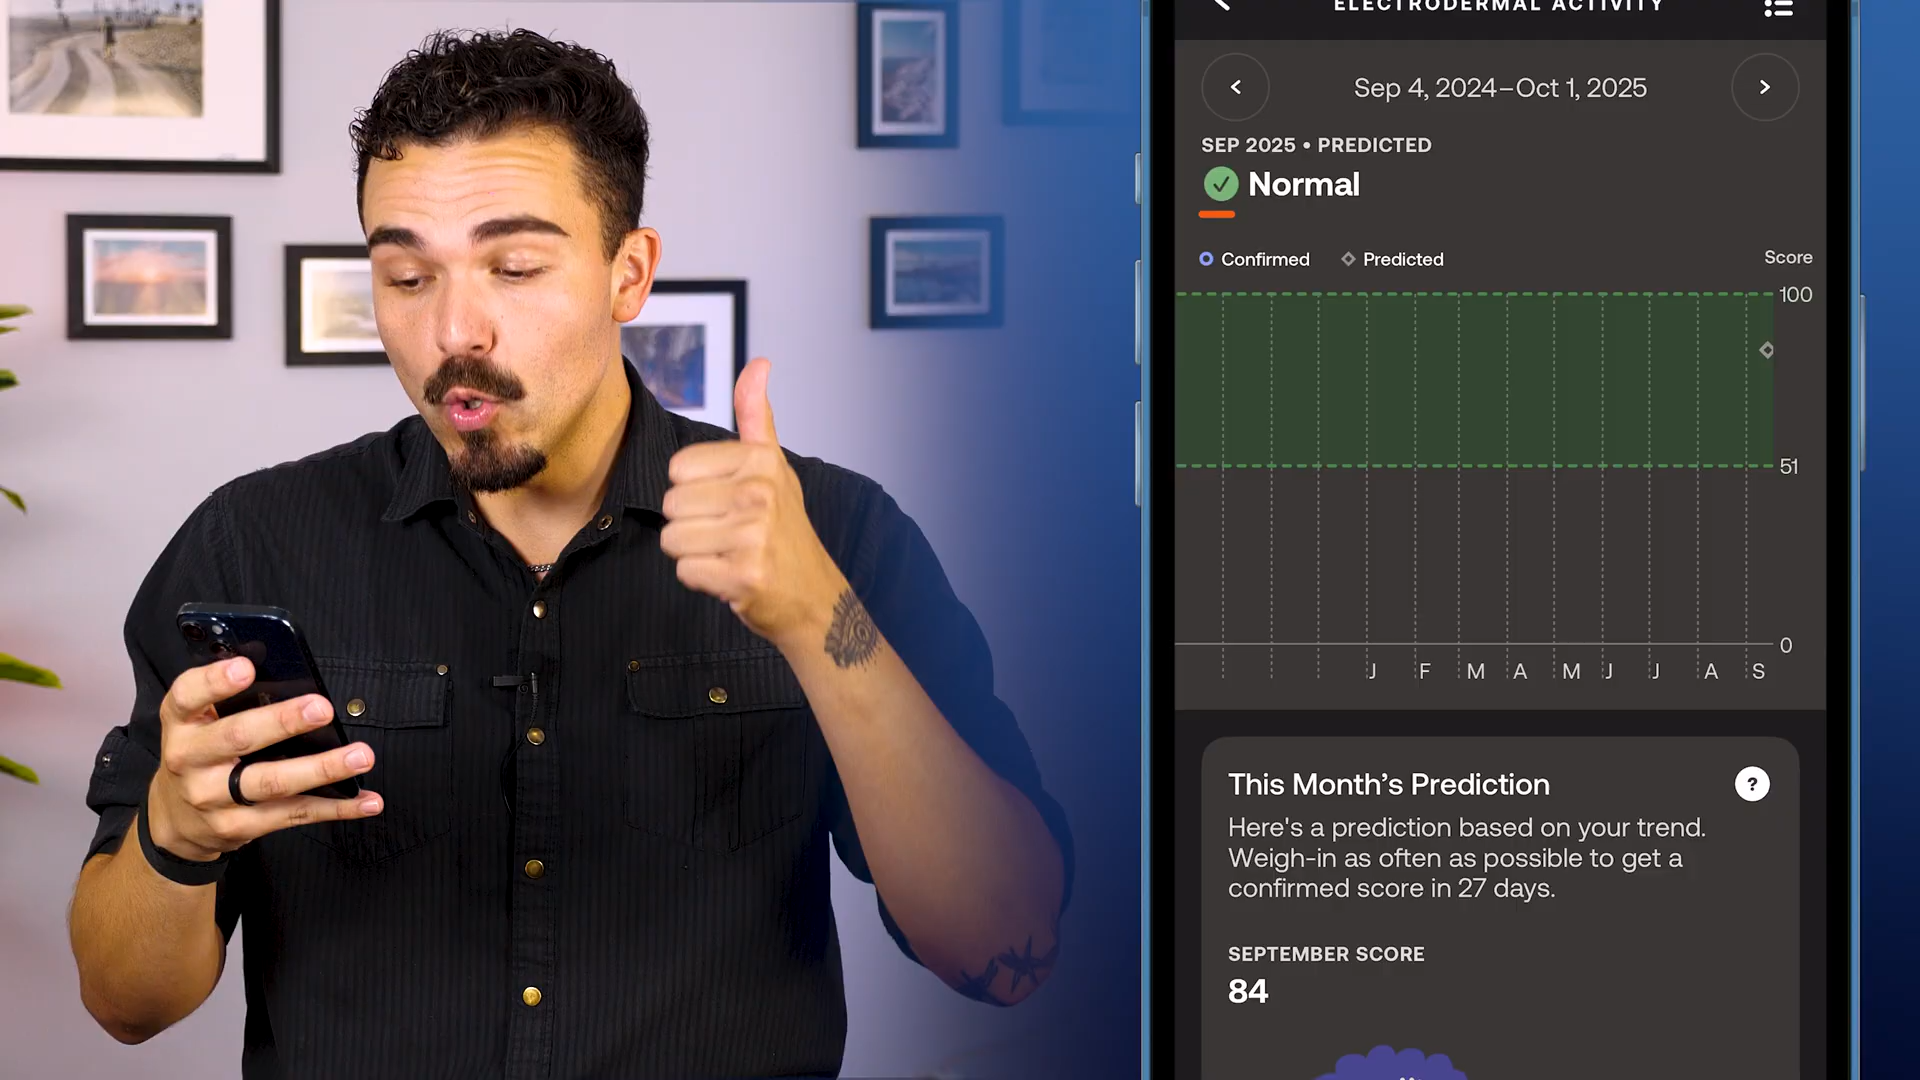 ELECTRODERMAL ACTIVITY
Sep 4, 2024–Oct 1, 2025
SEP 2025 • PREDICTED
Normal
Confirmed Predicted Score
100
51
0
J F M A M J J A S
This Month’s Prediction ?
Here's a prediction based on your trend.
Weigh-in as often as possible to get a
confirmed score in 27 days.
SEPTEMBER SCORE
84